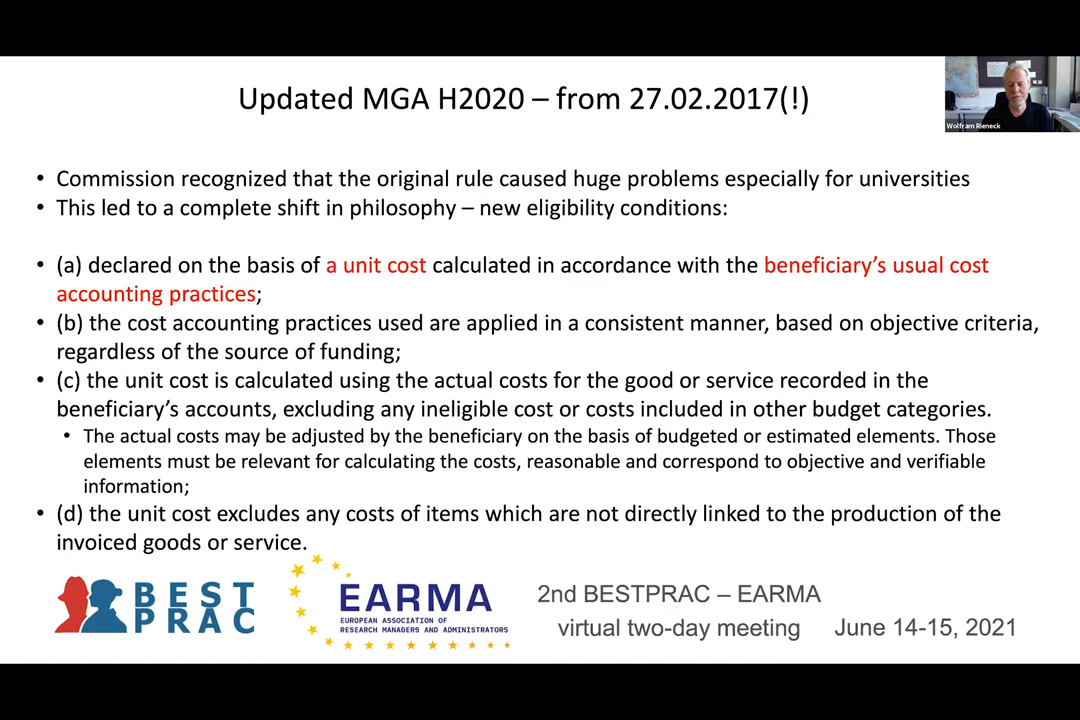 Updated MGA H2020 – from 27.02.2017(!)
Wolfram Rieneck
• Commission recognized that the original rule caused huge problems especially for universities
• This led to a complete shift in philosophy – new eligibility conditions:
• (a) declared on the basis of a unit cost calculated in accordance with the beneficiary’s usual cost
accounting practices;
• (b) the cost accounting practices used are applied in a consistent manner, based on objective criteria,
regardless of the source of funding;
• (c) the unit cost is calculated using the actual costs for the good or service recorded in the
beneficiary’s accounts, excluding any ineligible cost or costs included in other budget categories.
• The actual costs may be adjusted by the beneficiary on the basis of budgeted or estimated elements. Those
elements must be relevant for calculating the costs, reasonable and correspond to objective and verifiable
information;
• (d) the unit cost excludes any costs of items which are not directly linked to the production of the
invoiced goods or service.
BEST
PRAC
EARMA
EUROPEAN ASSOCIATION OF
RESEARCH MANAGERS AND ADMINISTRATORS
2nd BESTPRAC – EARMA
virtual two-day meeting
June 14-15, 2021